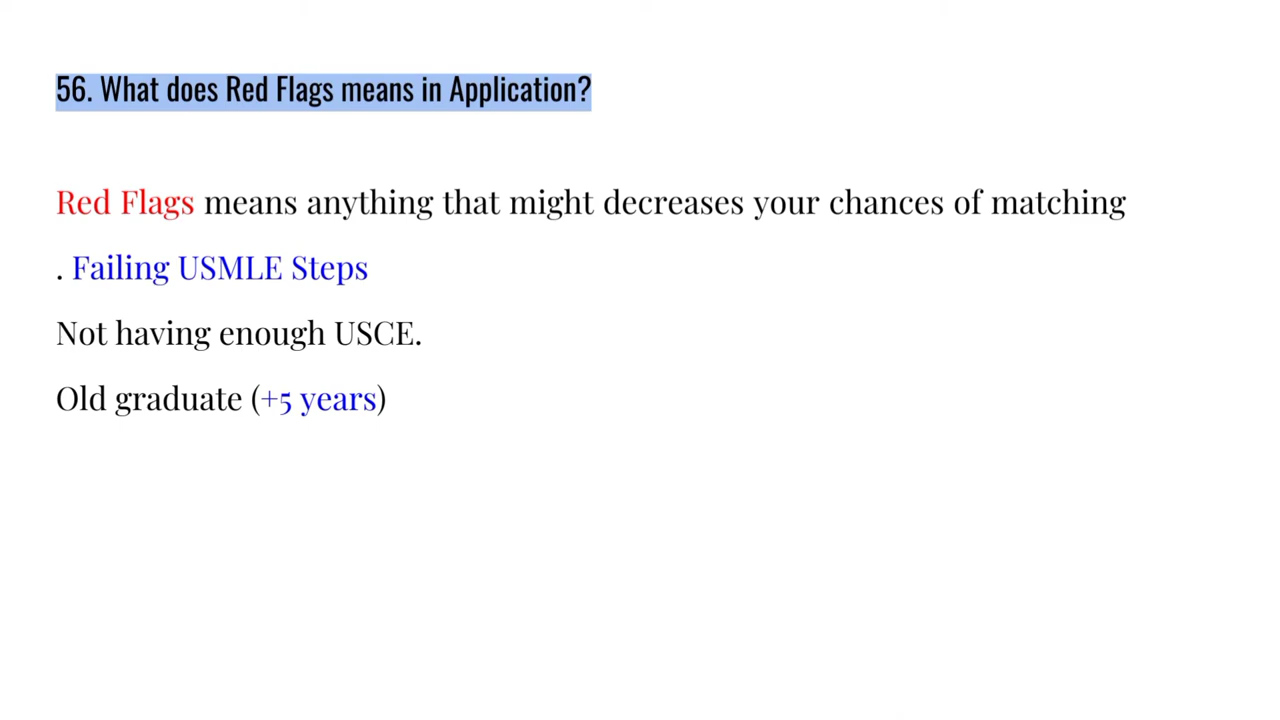 56. What does Red Flags means in Application?
Red Flags means anything that might decreases your chances of matching
. Failing USMLE Steps
Not having enough USCE.
Old graduate (+5 years)